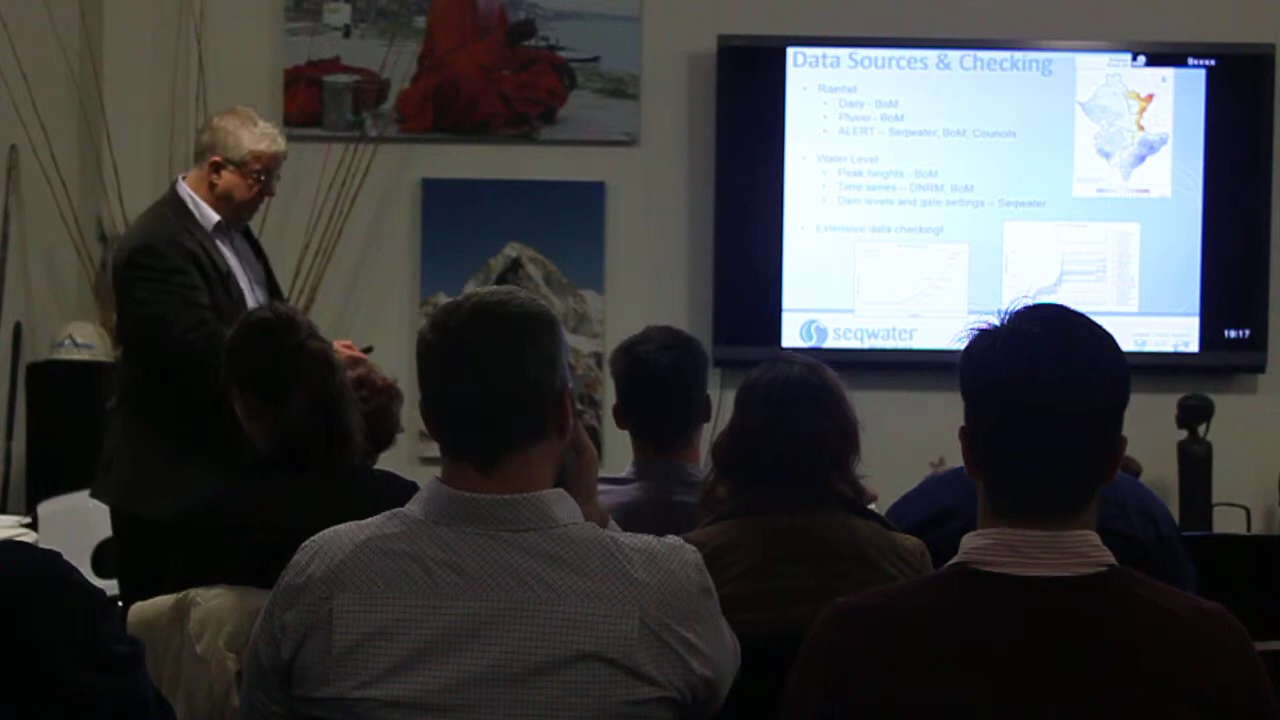 Data Sources & Checking
• Rainfall
• Daily - BoM
• Pluvio - BoM
• ALERT – Seqwater, BoM, Councils
• Water Level
• Peak heights - BoM
• Time series – DNRM, BoM
• Dam levels and gate settings – Seqwater
• Extensive data checking!
seqwater
19:17